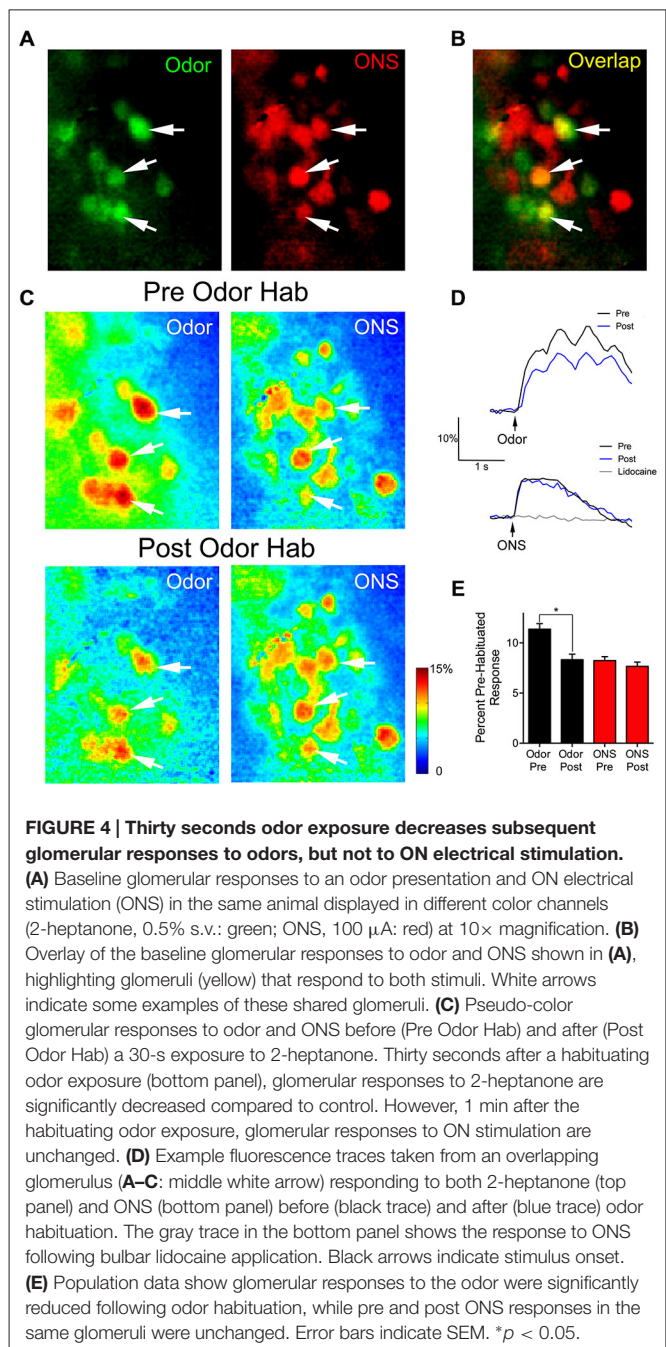 A
Odor
ONS
B
Overlap
C
Pre Odor Hab
Odor
ONS
Post Odor Hab
Odor
ONS
15%
0
D
Pre
Post
10%
1 s
Odor
Pre
Post
Lidocaine
ONS
E
Percent Pre-Habituated
Response
10
5
0
*
Odor
Pre
Odor
Post
ONS
Pre
ONS
Post
FIGURE 4 | Thirty seconds odor exposure decreases subsequent
glomerular responses to odors, but not to ON electrical stimulation.
(A) Baseline glomerular responses to an odor presentation and ON electrical
stimulation (ONS) in the same animal displayed in different color channels
(2-heptanone, 0.5% s.v.: green; ONS, 100 μA: red) at 10× magnification. (B)
Overlay of the baseline glomerular responses to odor and ONS shown in (A),
highlighting glomeruli (yellow) that respond to both stimuli. White arrows
indicate some examples of these shared glomeruli. (C) Pseudo-color
glomerular responses to odor and ONS before (Pre Odor Hab) and after (Post
Odor Hab) a 30-s exposure to 2-heptanone. Thirty seconds after a habituating
odor exposure (bottom panel), glomerular responses to 2-heptanone are
significantly decreased compared to control. However, 1 min after the
habituating odor exposure, glomerular responses to ON stimulation are
unchanged. (D) Example fluorescence traces taken from an overlapping
glomerulus (A–C: middle white arrow) responding to both 2-heptanone (top
panel) and ONS (bottom panel) before (black trace) and after (blue trace) odor
habituation. The gray trace in the bottom panel shows the response to ONS
following bulbar lidocaine application. Black arrows indicate stimulus onset.
(E) Population data show glomerular responses to the odor were significantly
reduced following odor habituation, while pre and post ONS responses in the
same glomeruli were unchanged. Error bars indicate SEM. *p < 0.05.